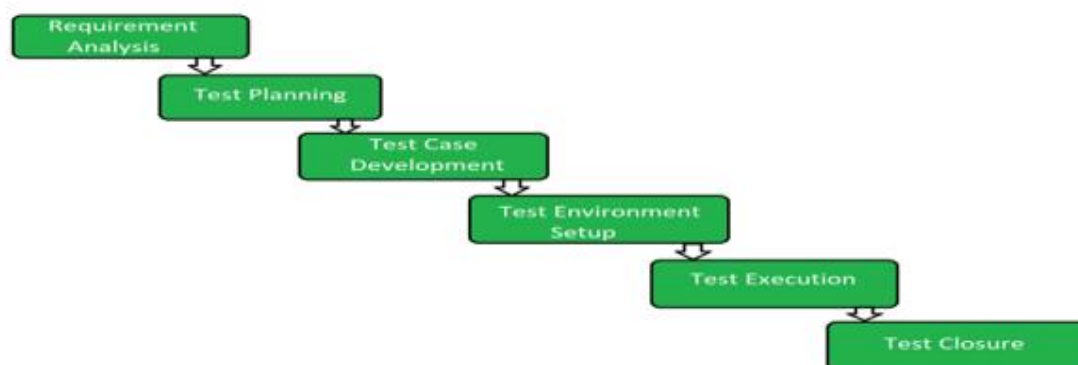 Requirement
Analysis
Test Planning
Test Case
Development
Test Environment
Setup
Test Execution
Test Closure